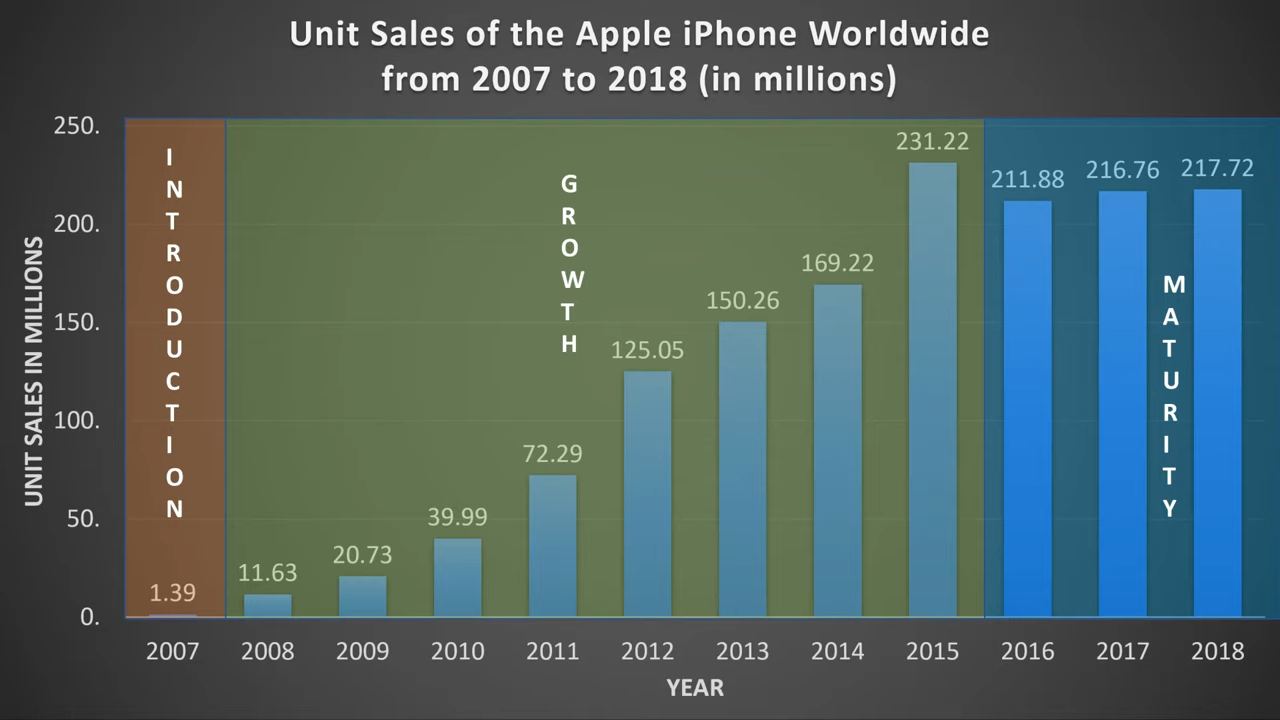 Unit Sales of the Apple iPhone Worldwide
from 2007 to 2018 (in millions)
UNIT SALES IN MILLIONS
250.
200.
150.
100.
50.
0.
INTRODUCTION
GROWTH
MATURITY
1.39
11.63
20.73
39.99
72.29
125.05
150.26
169.22
231.22
211.88
216.76
217.72
2007 2008 2009 2010 2011 2012 2013 2014 2015 2016 2017 2018
YEAR